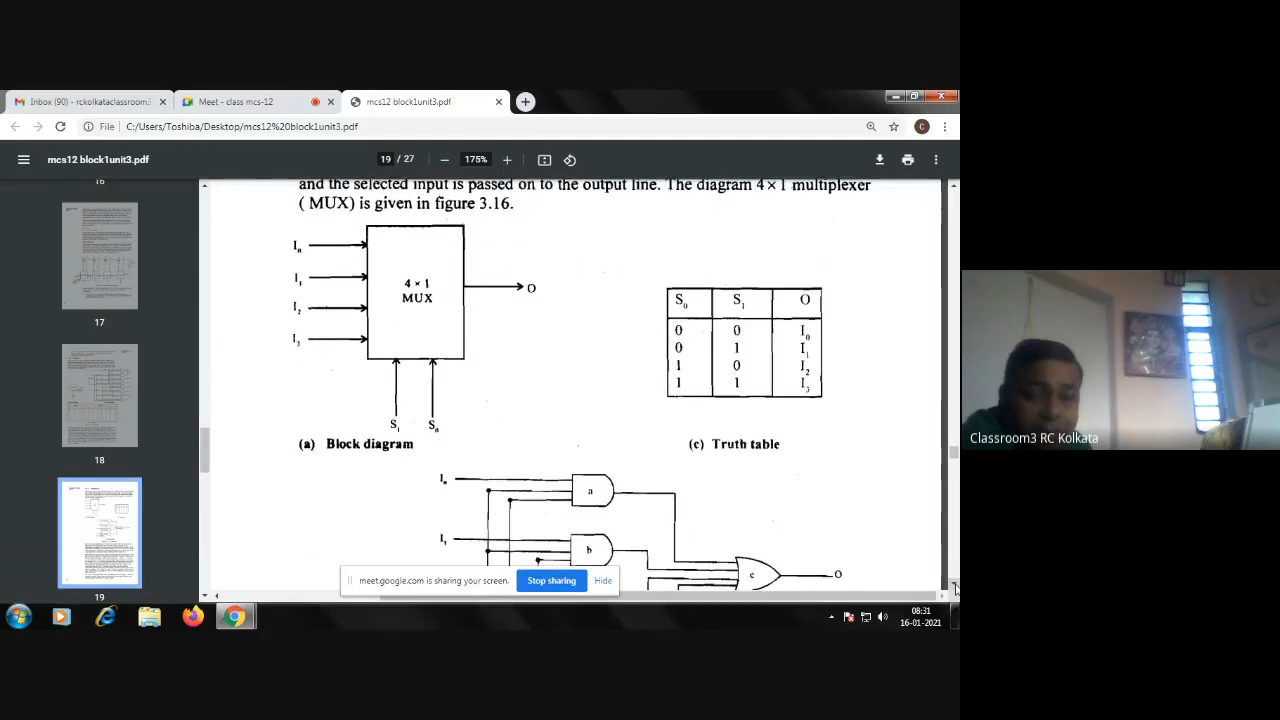 Inbox (90) - rckolkataclassroom3
Meet - class mcs-12
mcs12 block1unit3.pdf
File
C:/Users/Toshiba/Desktop/mcs12%20block1unit3.pdf
C
mcs12 block1unit3.pdf
19 / 27
175%
16
17
18
19
and the selected input is passed on to the output line. The diagram 4 × 1 multiplexer
( MUX) is given in figure 3.16.
I₀
I₁
I₂
I₃
4 × 1
MUX
O
S₁ S₀
S₀ S₁ O
0 0 I₀
0 1 I₁
1 0 I₂
1 1 I₃
(a) Block diagram
(c) Truth table
I₀
a
I₁
b
e
O
meet.google.com is sharing your screen.
Stop sharing
Hide
Classroom3 RC Kolkata
08:31
16-01-2021